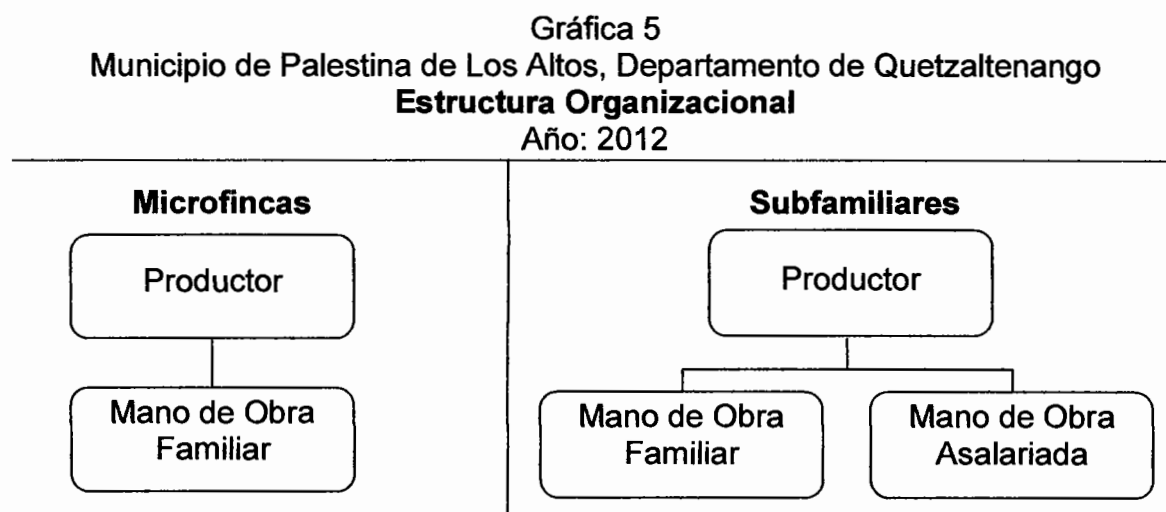 Gráfica 5
Municipio de Palestina de Los Altos, Departamento de Quetzaltenango
Estructura Organizacional
Año: 2012
Microfincas
Productor
Mano de Obra
Familiar
Subfamiliares
Productor
Mano de Obra
Familiar
Mano de Obra
Asalariada